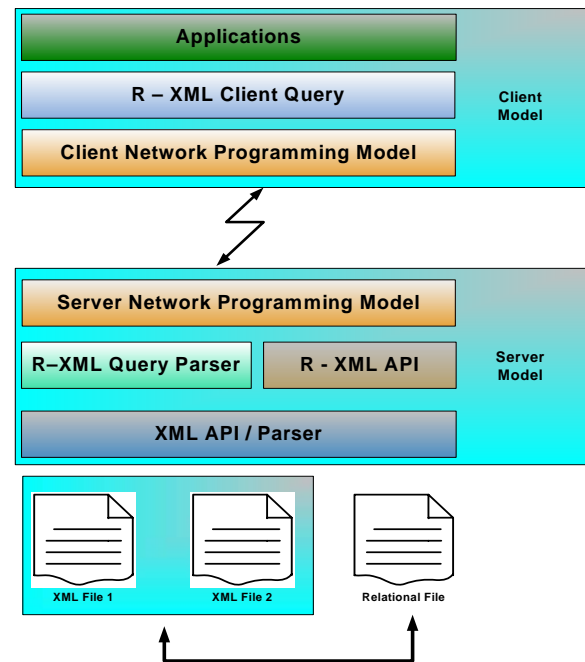 Applications
R – XML Client Query
Client Network Programming Model
Client
Model
Server Network Programming Model
R–XML Query Parser
R - XML API
XML API / Parser
Server
Model
XML File 1
XML File 2
Relational File